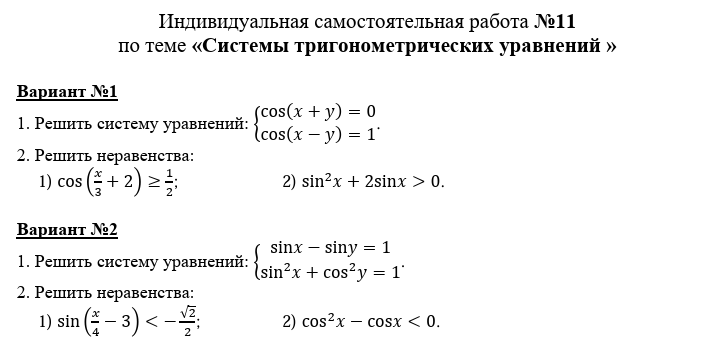 Индивидуальная самостоятельная работа №11
по теме «Системы тригонометрических уравнений »
Вариант №1
1. Решить систему уравнений: {cos(x + y) = 0
cos(x − y) = 1.
2. Решить неравенства:
1) cos(x/3 + 2) ≥ 1/2; 2) sin²x + 2sinx > 0.
Вариант №2
1. Решить систему уравнений: {sinx − siny = 1
sin²x + cos²y = 1.
2. Решить неравенства:
1) sin(x/4 − 3) < −√2/2; 2) cos²x − cosx < 0.